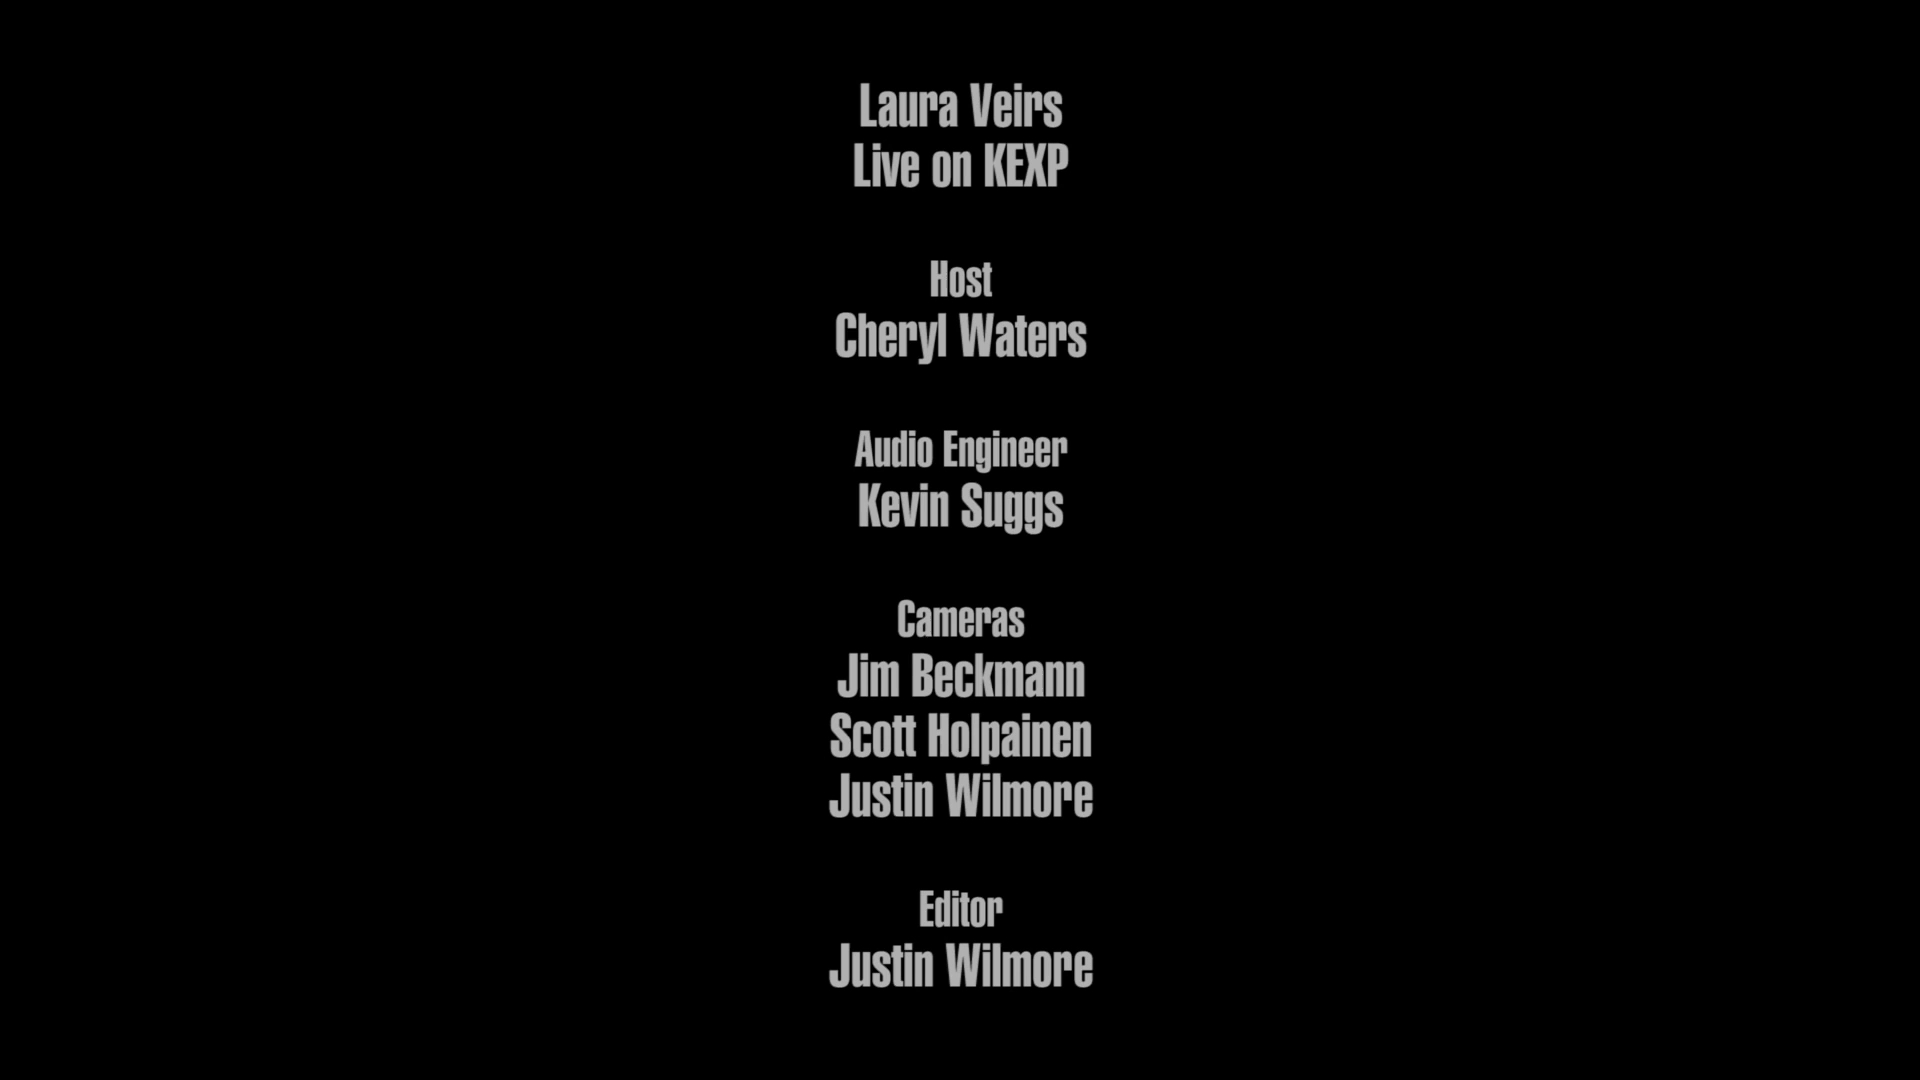 Laura Veirs
Live on KEXP
Host
Cheryl Waters
Audio Engineer
Kevin Suggs
Cameras
Jim Beckmann
Scott Holpainen
Justin Wilmore
Editor
Justin Wilmore